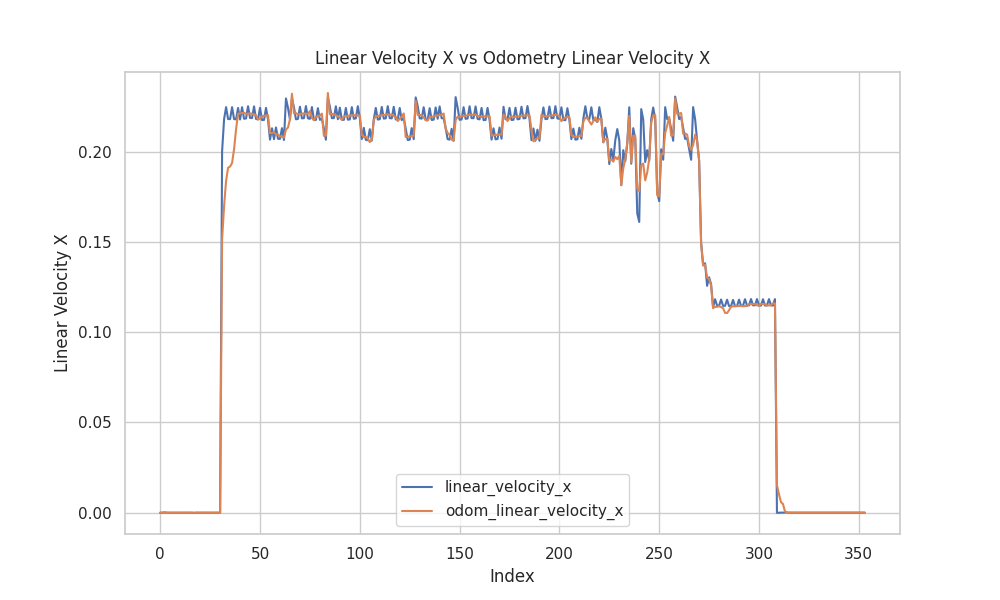 Linear Velocity X vs Odometry Linear Velocity X
Linear Velocity X
0.20
0.15
0.10
0.05
0.00
linear_velocity_x
odom_linear_velocity_x
0 50 100 150 200 250 300 350
Index